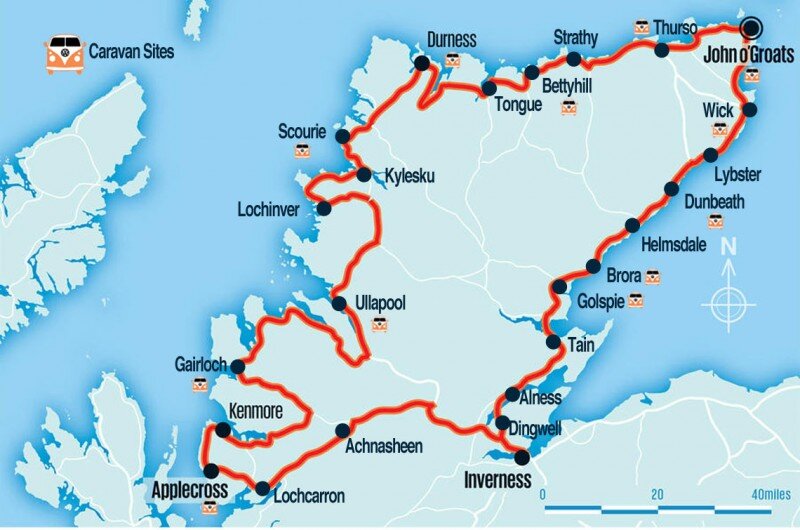 Caravan Sites
Durness
Strathy
Thurso
John o'Groats
Tongue
Bettyhill
Wick
Scourie
Kylesku
Lybster
Dunbeath
Lochinver
Helmsdale
N
Brora
Golspie
Ullapool
Tain
Gairloch
Alness
Kenmore
Dingwell
Achnasheen
Applecross
Lochcarron
Inverness
0 20 40miles